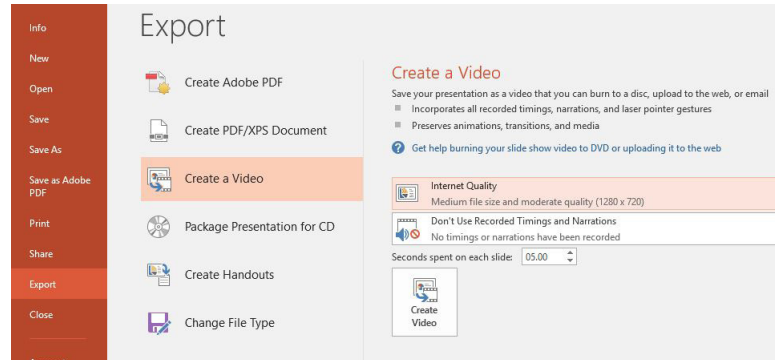 Info
New
Open
Save
Save As
Save as Adobe
PDF
Print
Share
Export
Close
Export
Create Adobe PDF
Create PDF/XPS Document
Create a Video
Package Presentation for CD
Create Handouts
Change File Type
Create a Video
Save your presentation as a video that you can burn to a disc, upload to the web, or email
Incorporates all recorded timings, narrations, and laser pointer gestures
Preserves animations, transitions, and media
Get help burning your slide show video to DVD or uploading it to the web
Internet Quality
Medium file size and moderate quality (1280 x 720)
Don't Use Recorded Timings and Narrations
No timings or narrations have been recorded
Seconds spent on each slide: 05.00
Create
Video